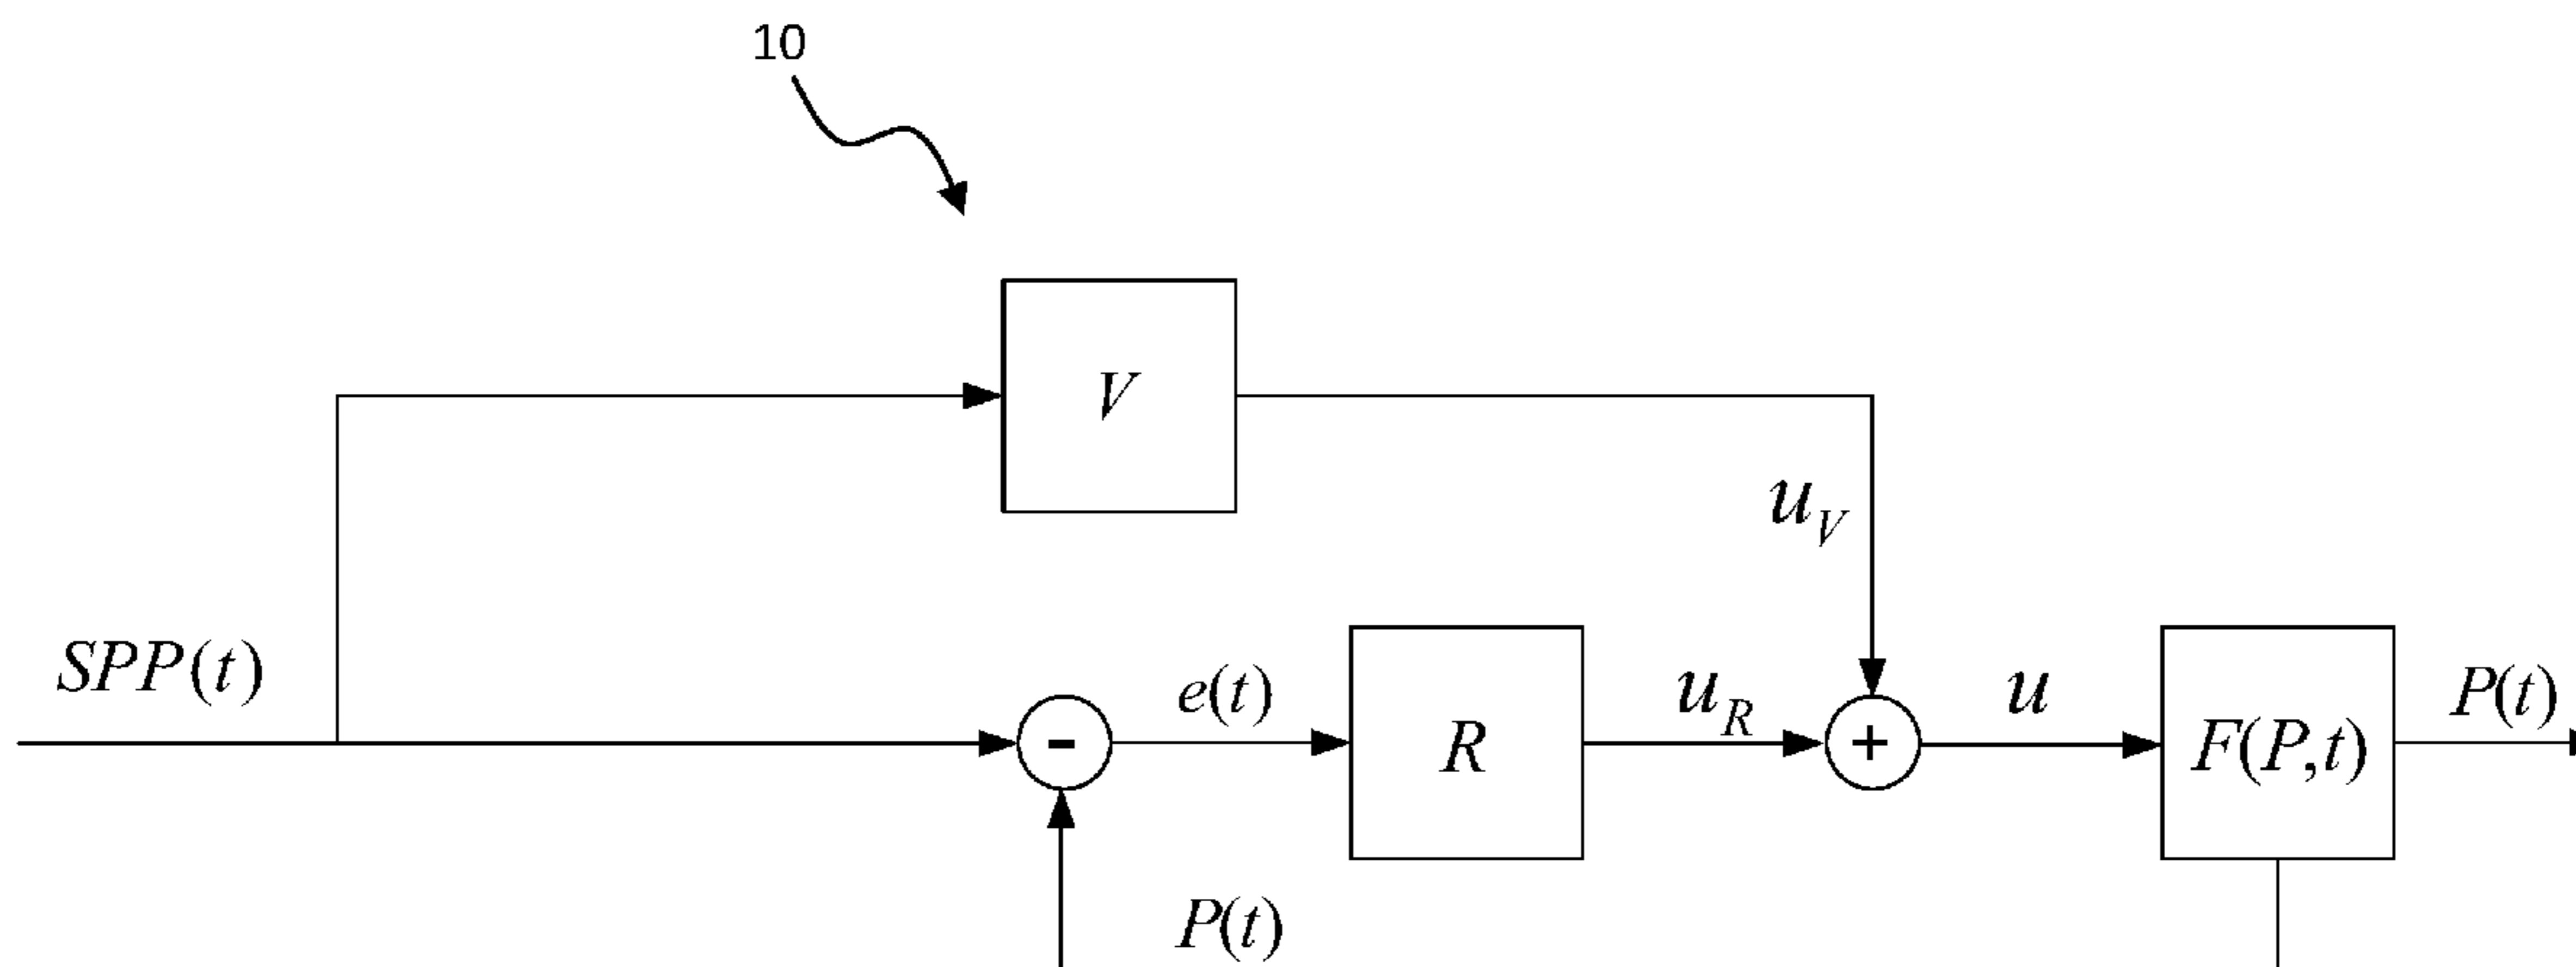 10
V
u_V
SPP(t)
e(t)
R
u_R
+
u
F(P,t)
P(t)
-
P(t)